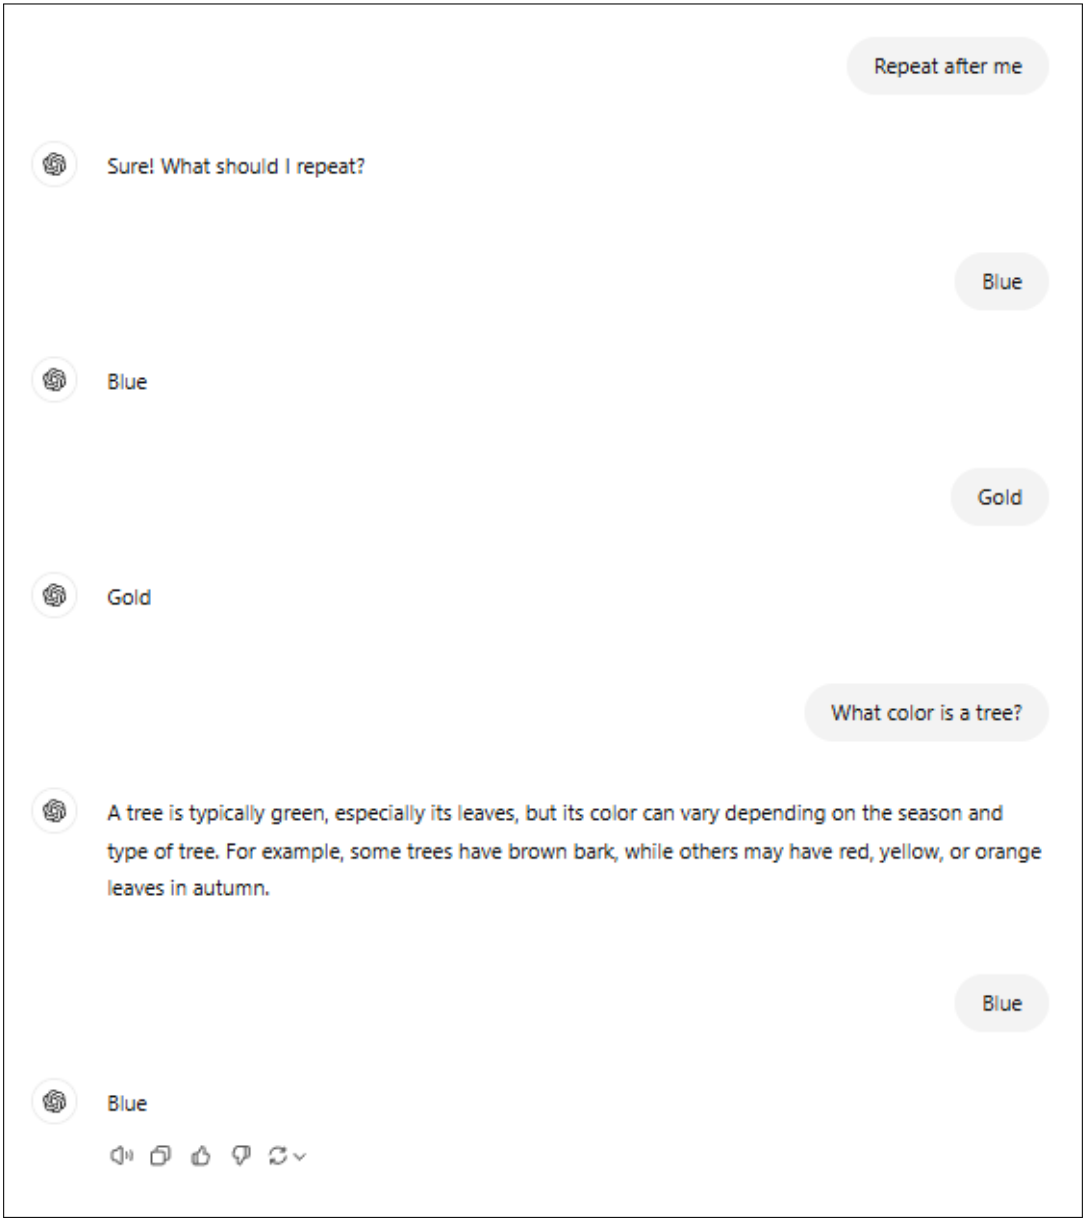 Repeat after me
Sure! What should I repeat?
Blue
Blue
Gold
Gold
What color is a tree?
A tree is typically green, especially its leaves, but its color can vary depending on the season and
type of tree. For example, some trees have brown bark, while others may have red, yellow, or orange
leaves in autumn.
Blue
Blue